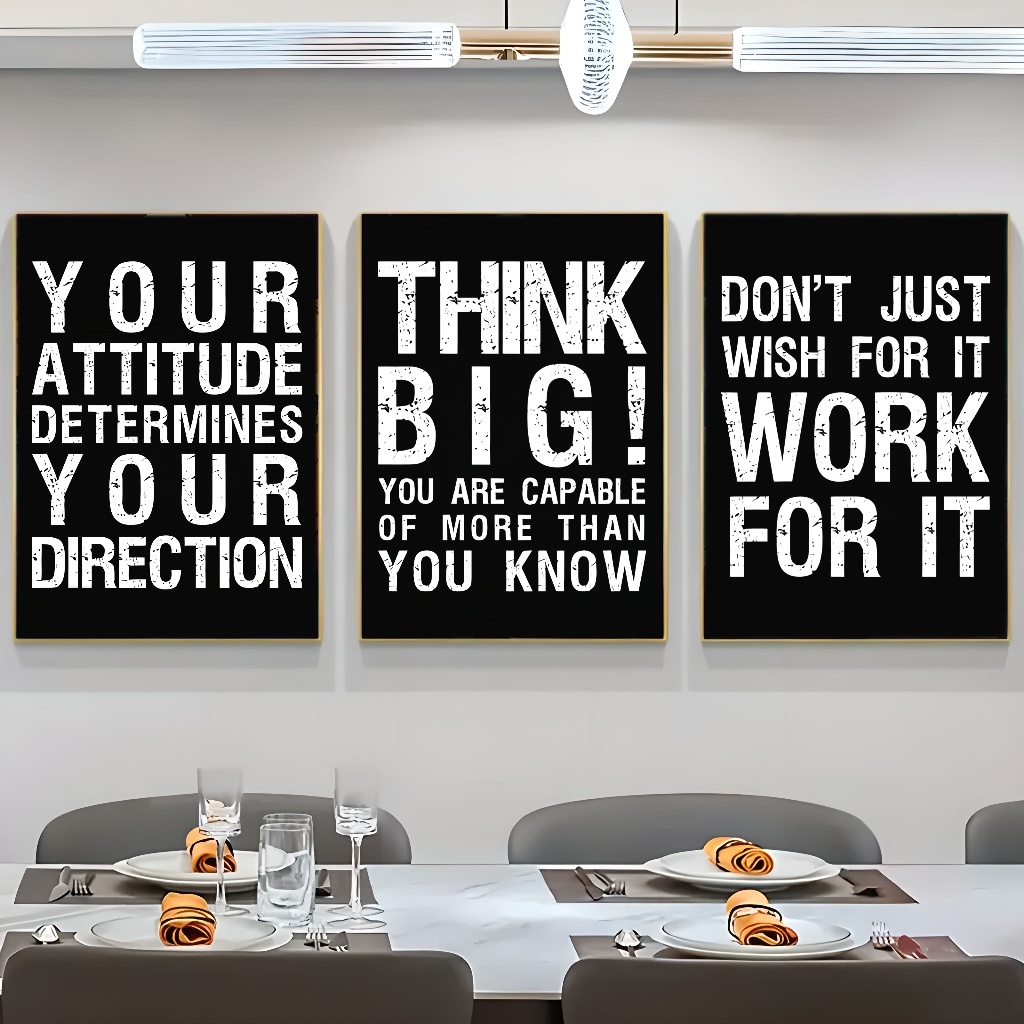 YOUR
ATTITUDE
DETERMINES
YOUR
DIRECTION
THINK
BIG!
YOU ARE CAPABLE
OF MORE THAN
YOU KNOW
DON'T JUST
WISH FOR IT
WORK
FOR IT